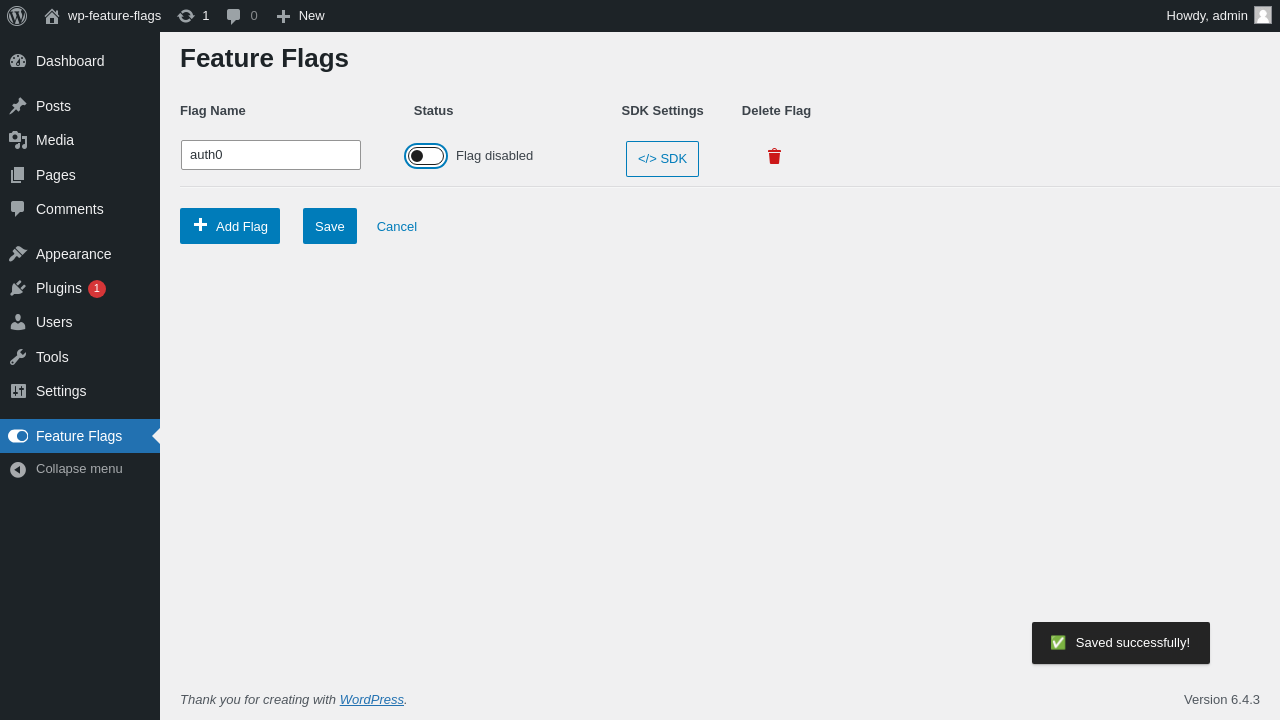 wp-feature-flags 1 0 New Howdy, admin
Dashboard
Posts
Media
Pages
Comments
Appearance
Plugins 1
Users
Tools
Settings
Feature Flags
Collapse menu
Feature Flags
Flag Name Status SDK Settings Delete Flag
auth0 Flag disabled </> SDK
Add Flag Save Cancel
✅ Saved successfully!
Thank you for creating with WordPress. Version 6.4.3